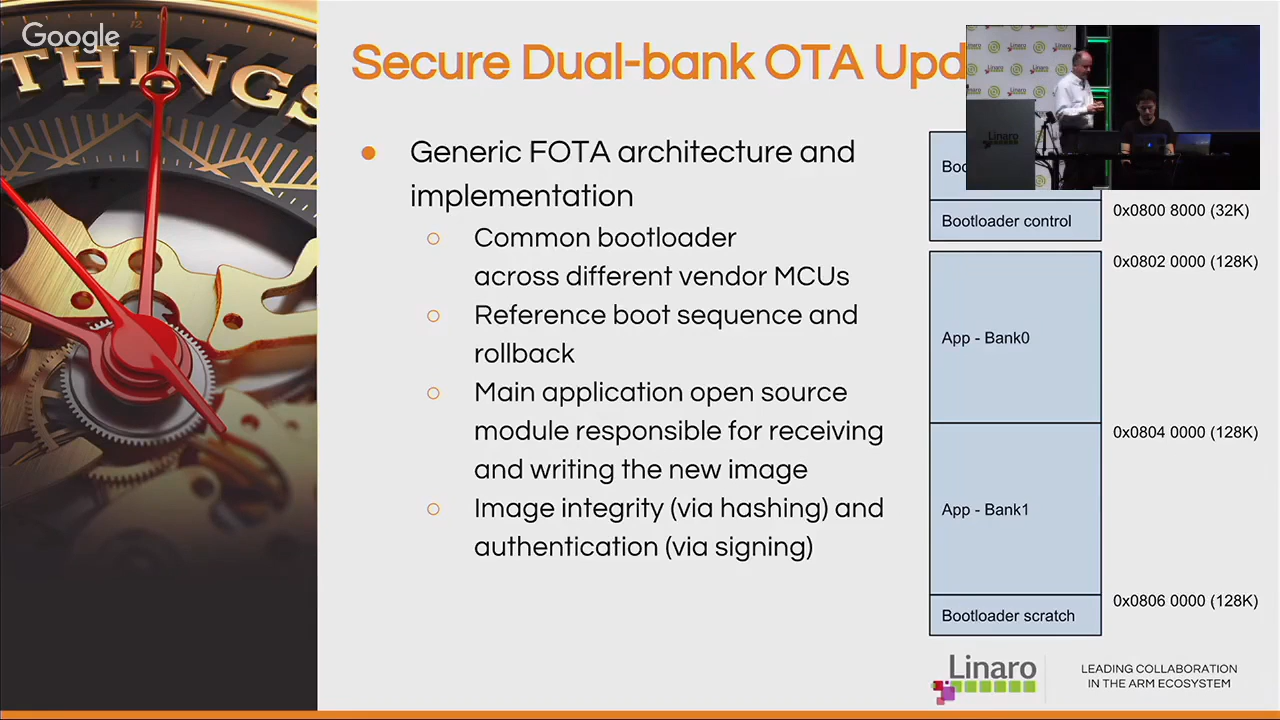 Google
THINGS
Secure Dual-bank OTA Upd
Generic FOTA architecture and
implementation
Common bootloader
across different vendor MCUs
Reference boot sequence and
rollback
Main application open source
module responsible for receiving
and writing the new image
Image integrity (via hashing) and
authentication (via signing)
Boo
0x0800 8000 (32K)
Bootloader control
0x0802 0000 (128K)
App - Bank0
0x0804 0000 (128K)
App - Bank1
0x0806 0000 (128K)
Bootloader scratch
Linaro
LEADING COLLABORATION
IN THE ARM ECOSYSTEM
Linaro